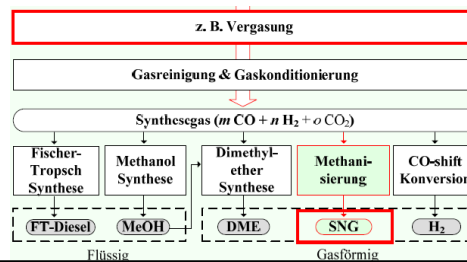 z. B. Vergasung
Gasreinigung & Gaskonditionierung
Synthesegas (m CO + n H₂ + o CO₂)
Fischer-
Tropsch
Synthese
Methanol
Synthese
Dimethyl-
ether
Synthese
Methani-
sierung
CO-shift
Konversion
FT-Diesel
MeOH
DME
SNG
H₂
Flüssig
Gasförmig